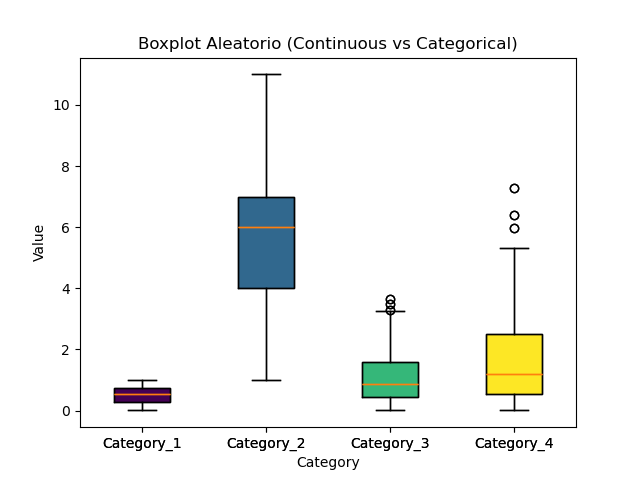 Boxplot Aleatorio (Continuous vs Categorical)
10
8
6
4
2
0
Value
Category_1
Category_2
Category_3
Category_4
Category